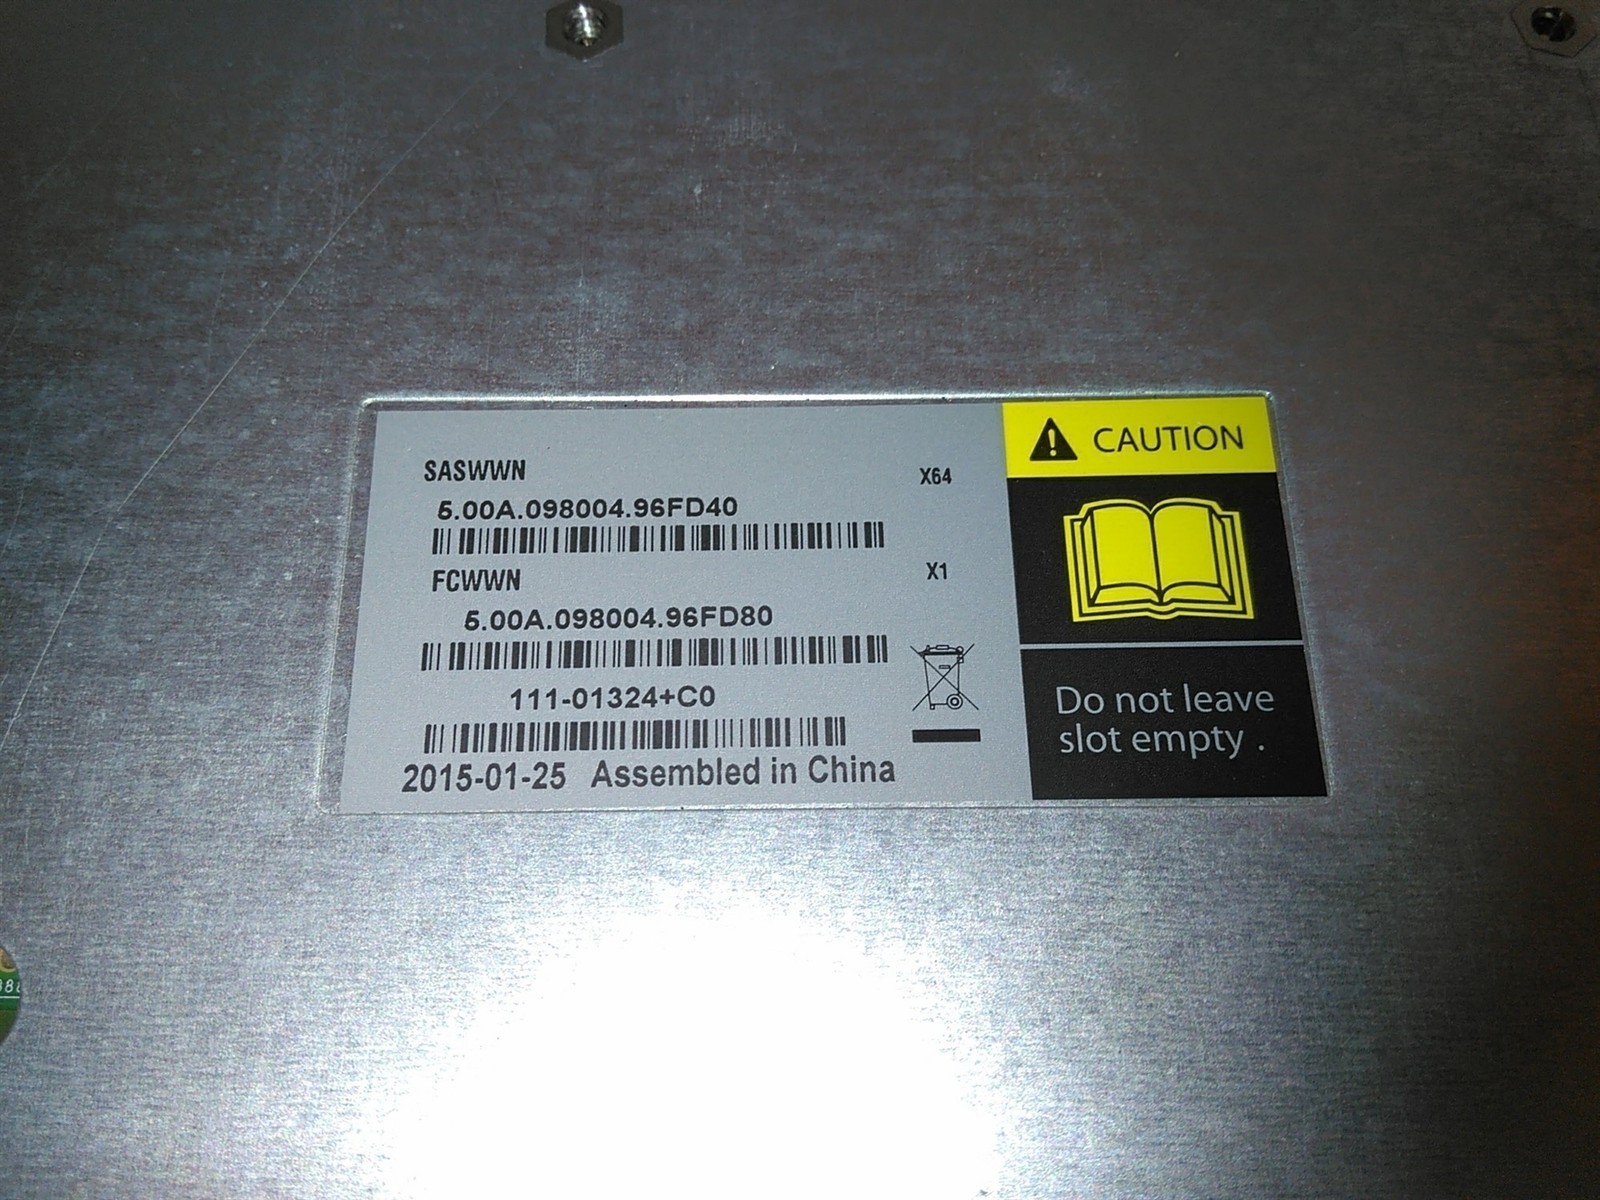 SASWWN
X64
5.00A.098004.96FD40
FCWWN
X1
5.00A.098004.96FD80
111-01324+C0
2015-01-25 Assembled in China
CAUTION
Do not leave
slot empty .